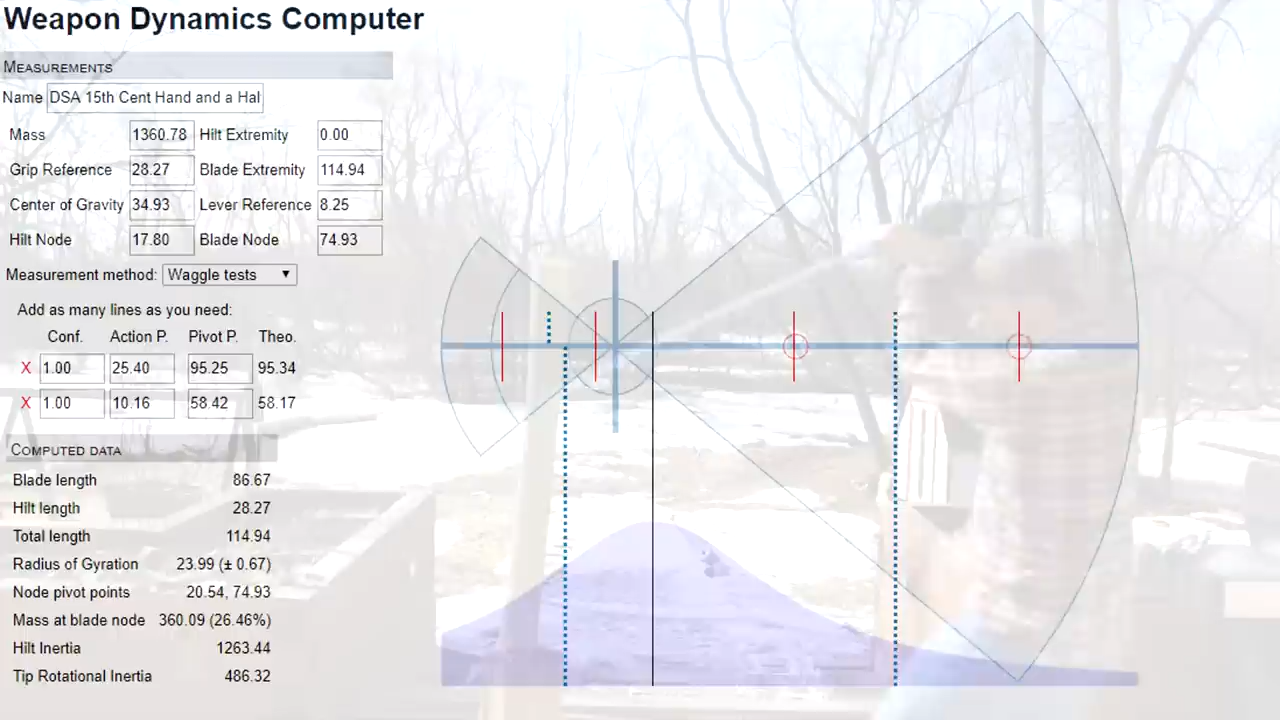 Weapon Dynamics Computer
MEASUREMENTS
Name DSA 15th Cent Hand and a Hal
Mass 1360.78 Hilt Extremity 0.00
Grip Reference 28.27 Blade Extremity 114.94
Center of Gravity 34.93 Lever Reference 8.25
Hilt Node 17.80 Blade Node 74.93
Measurement method: Waggle tests ▼
Add as many lines as you need:
Conf. Action P. Pivot P. Theo.
X 1.00 25.40 95.25 95.34
X 1.00 10.16 58.42 58.17
COMPUTED DATA
Blade length 86.67
Hilt length 28.27
Total length 114.94
Radius of Gyration 23.99 (± 0.67)
Node pivot points 20.54, 74.93
Mass at blade node 360.09 (26.46%)
Hilt Inertia 1263.44
Tip Rotational Inertia 486.32